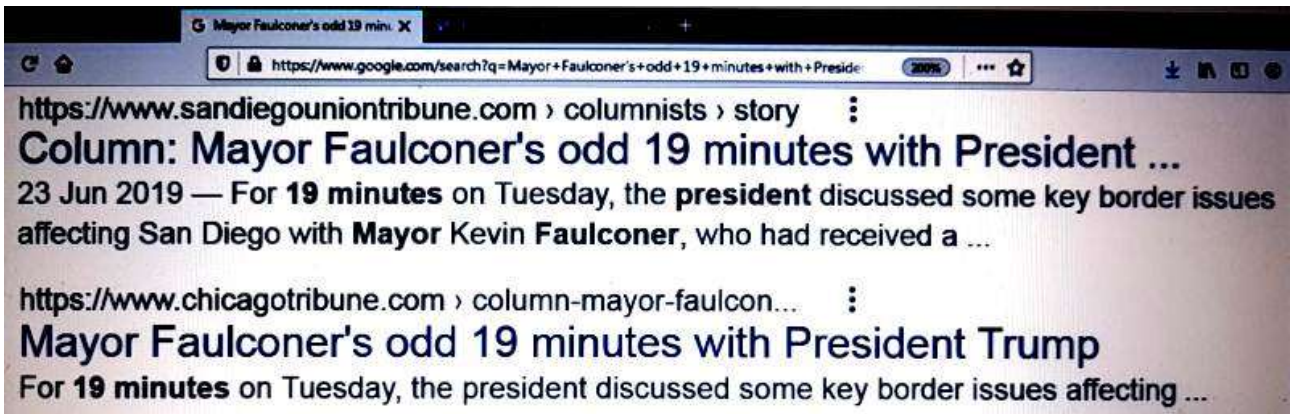 G Mayor Faulconer's odd 19 minu X +
https://www.google.com/search?q=Mayor+Faulconer's+odd+19+minutes+with+Preside 200% ...
https://www.sandiegouniontribune.com › columnists › story ⋮
Column: Mayor Faulconer's odd 19 minutes with President ...
23 Jun 2019 — For 19 minutes on Tuesday, the president discussed some key border issues
affecting San Diego with Mayor Kevin Faulconer, who had received a ...
https://www.chicagotribune.com › column-mayor-faulcon... ⋮
Mayor Faulconer's odd 19 minutes with President Trump
For 19 minutes on Tuesday, the president discussed some key border issues affecting ...